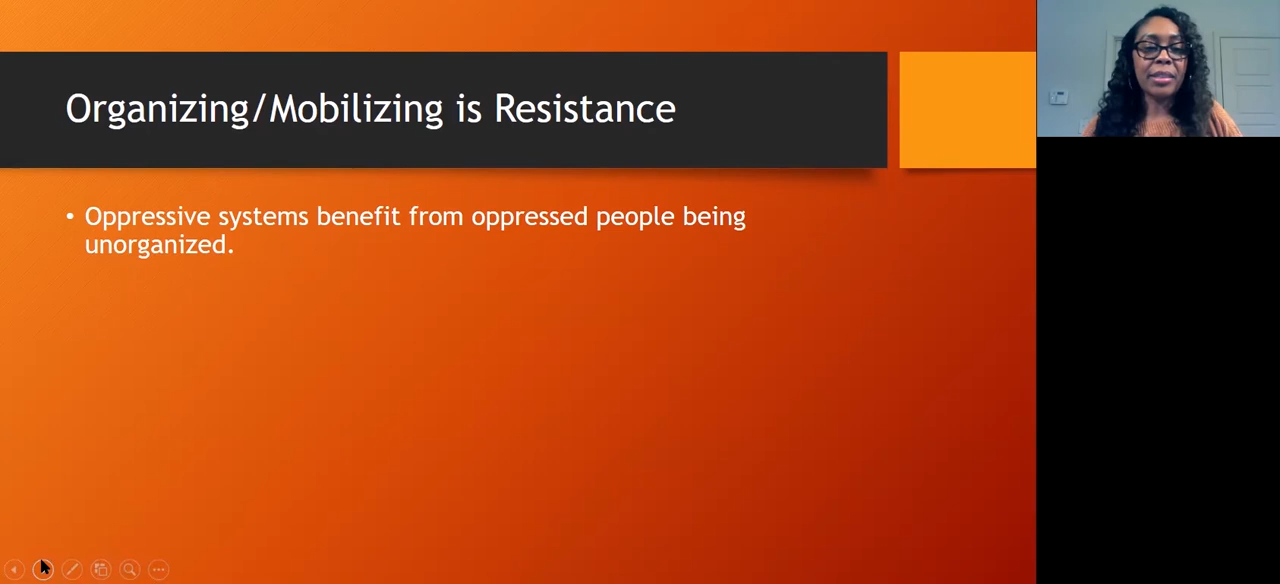 Organizing/Mobilizing is Resistance
• Oppressive systems benefit from oppressed people being
unorganized.